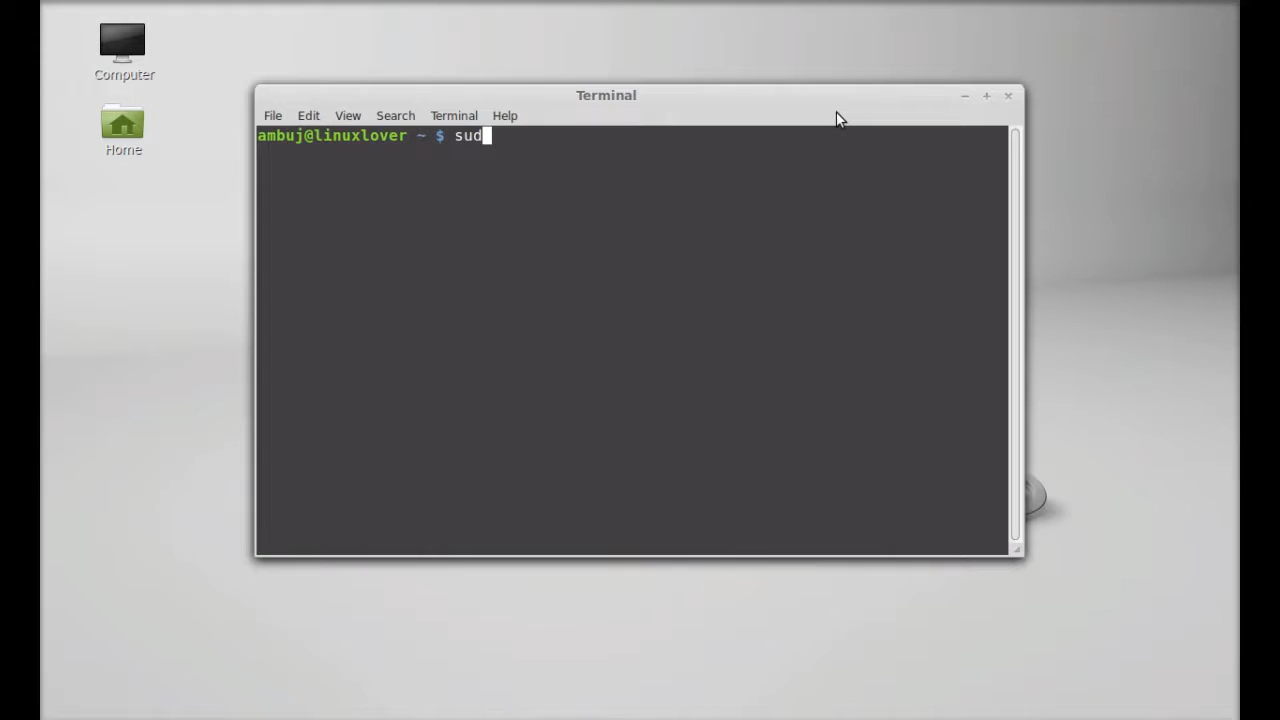 Computer
Home
Terminal
File Edit View Search Terminal Help
ambuj@linuxlover ~ $ sud